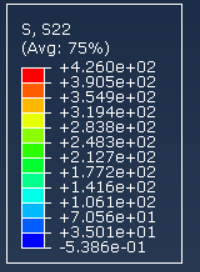 S, S22
(Avg: 75%)
+4.260e+02
+3.905e+02
+3.549e+02
+3.194e+02
+2.838e+02
+2.483e+02
+2.127e+02
+1.772e+02
+1.416e+02
+1.061e+02
+7.056e+01
+3.501e+01
-5.386e-01